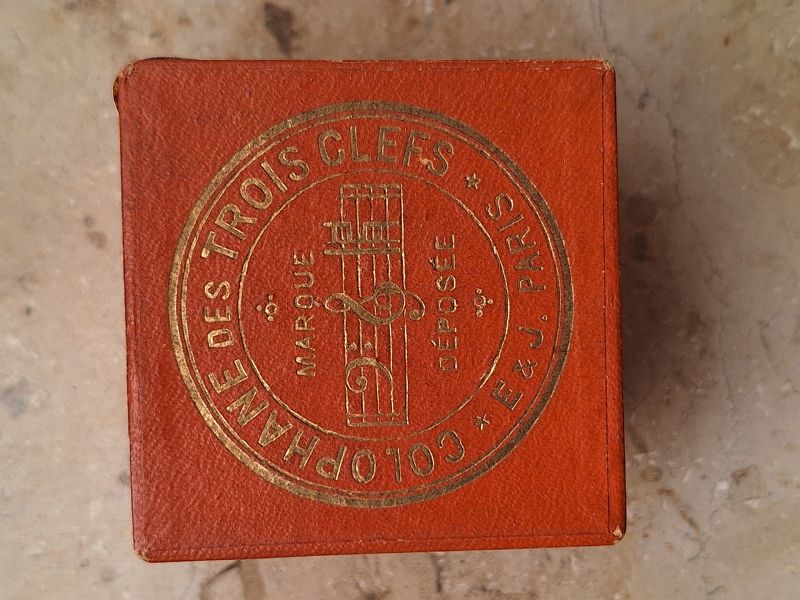 COLOPHANE DES TROIS CLEFS
★ E & J. PARIS ★
MARQUE
DÉPOSÉE